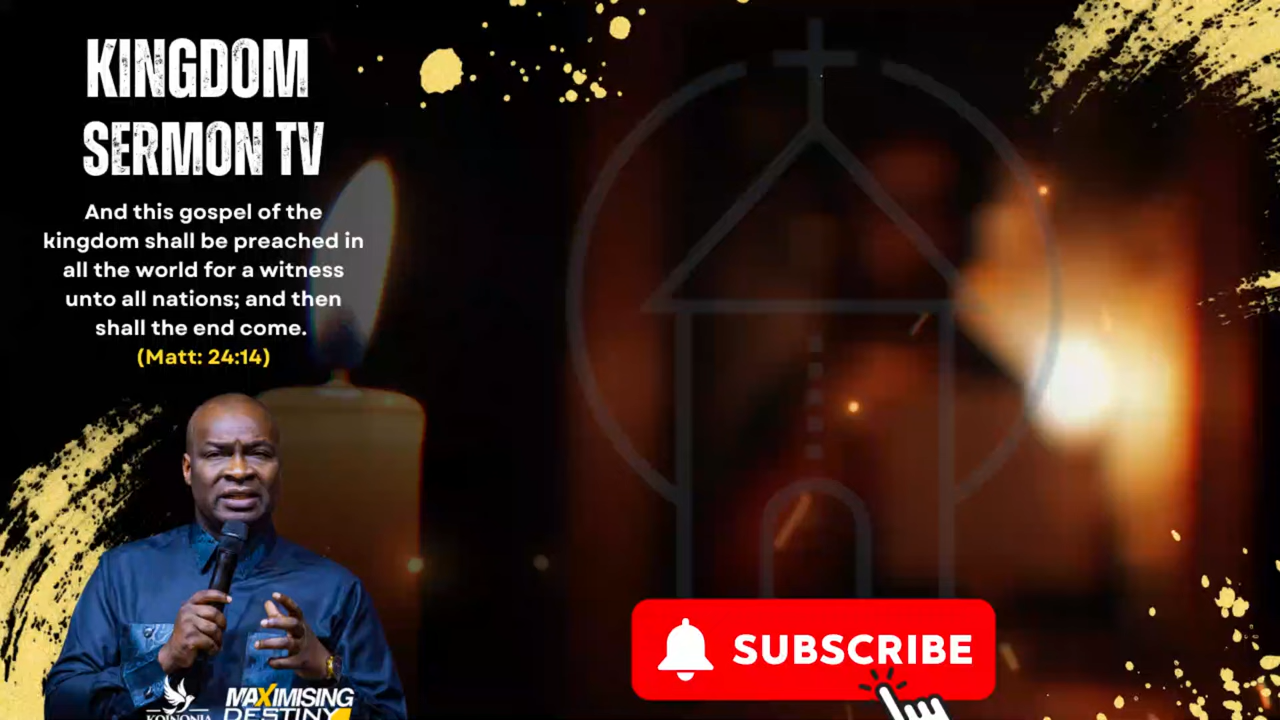 KINGDOM
SERMON TV
And this gospel of the
kingdom shall be preached in
all the world for a witness
unto all nations; and then
shall the end come.
(Matt: 24:14)
KOINONIA
MAXIMISING
DESTINY
SUBSCRIBE